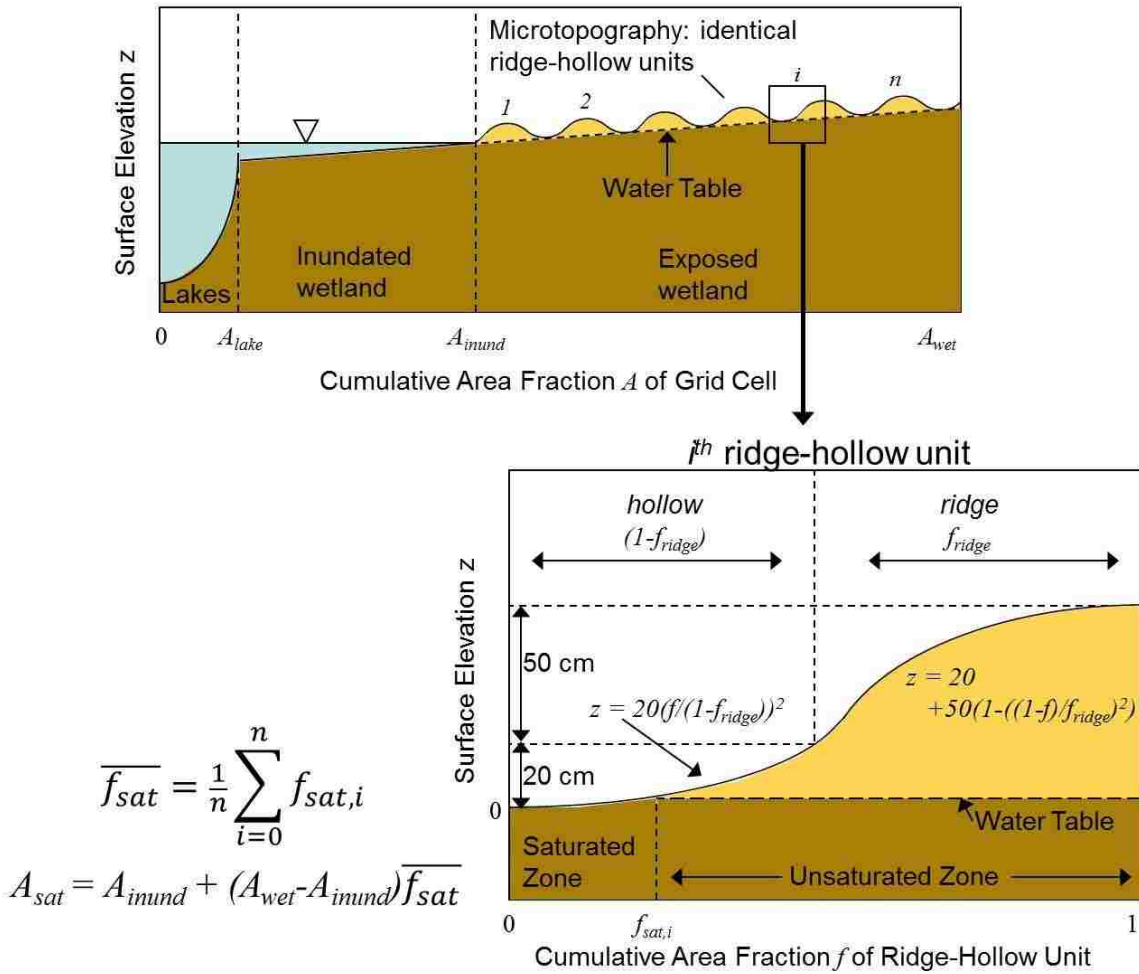 Surface Elevation z
Microtopography: identical
ridge-hollow units
1
2
i
n
Water Table
Inundated
wetland
Exposed
wetland
Lakes
0
A_lake
A_inund
A_wet
Cumulative Area Fraction A of Grid Cell
i^th ridge-hollow unit
hollow
(1-f_ridge)
ridge
f_ridge
Surface Elevation z
50 cm
20 cm
0
z = 20(f/(1-f_ridge))^2
z = 20
+50(1-((1-f)/f_ridge)^2)
Water Table
Saturated
Zone
Unsaturated Zone
0
f_sat,i
1
Cumulative Area Fraction f of Ridge-Hollow Unit
\overline{f_sat} = \frac{1}{n} \sum_{i=0}^{n} f_sat,i
A_sat = A_inund + (A_wet-A_inund)\overline{f_sat}